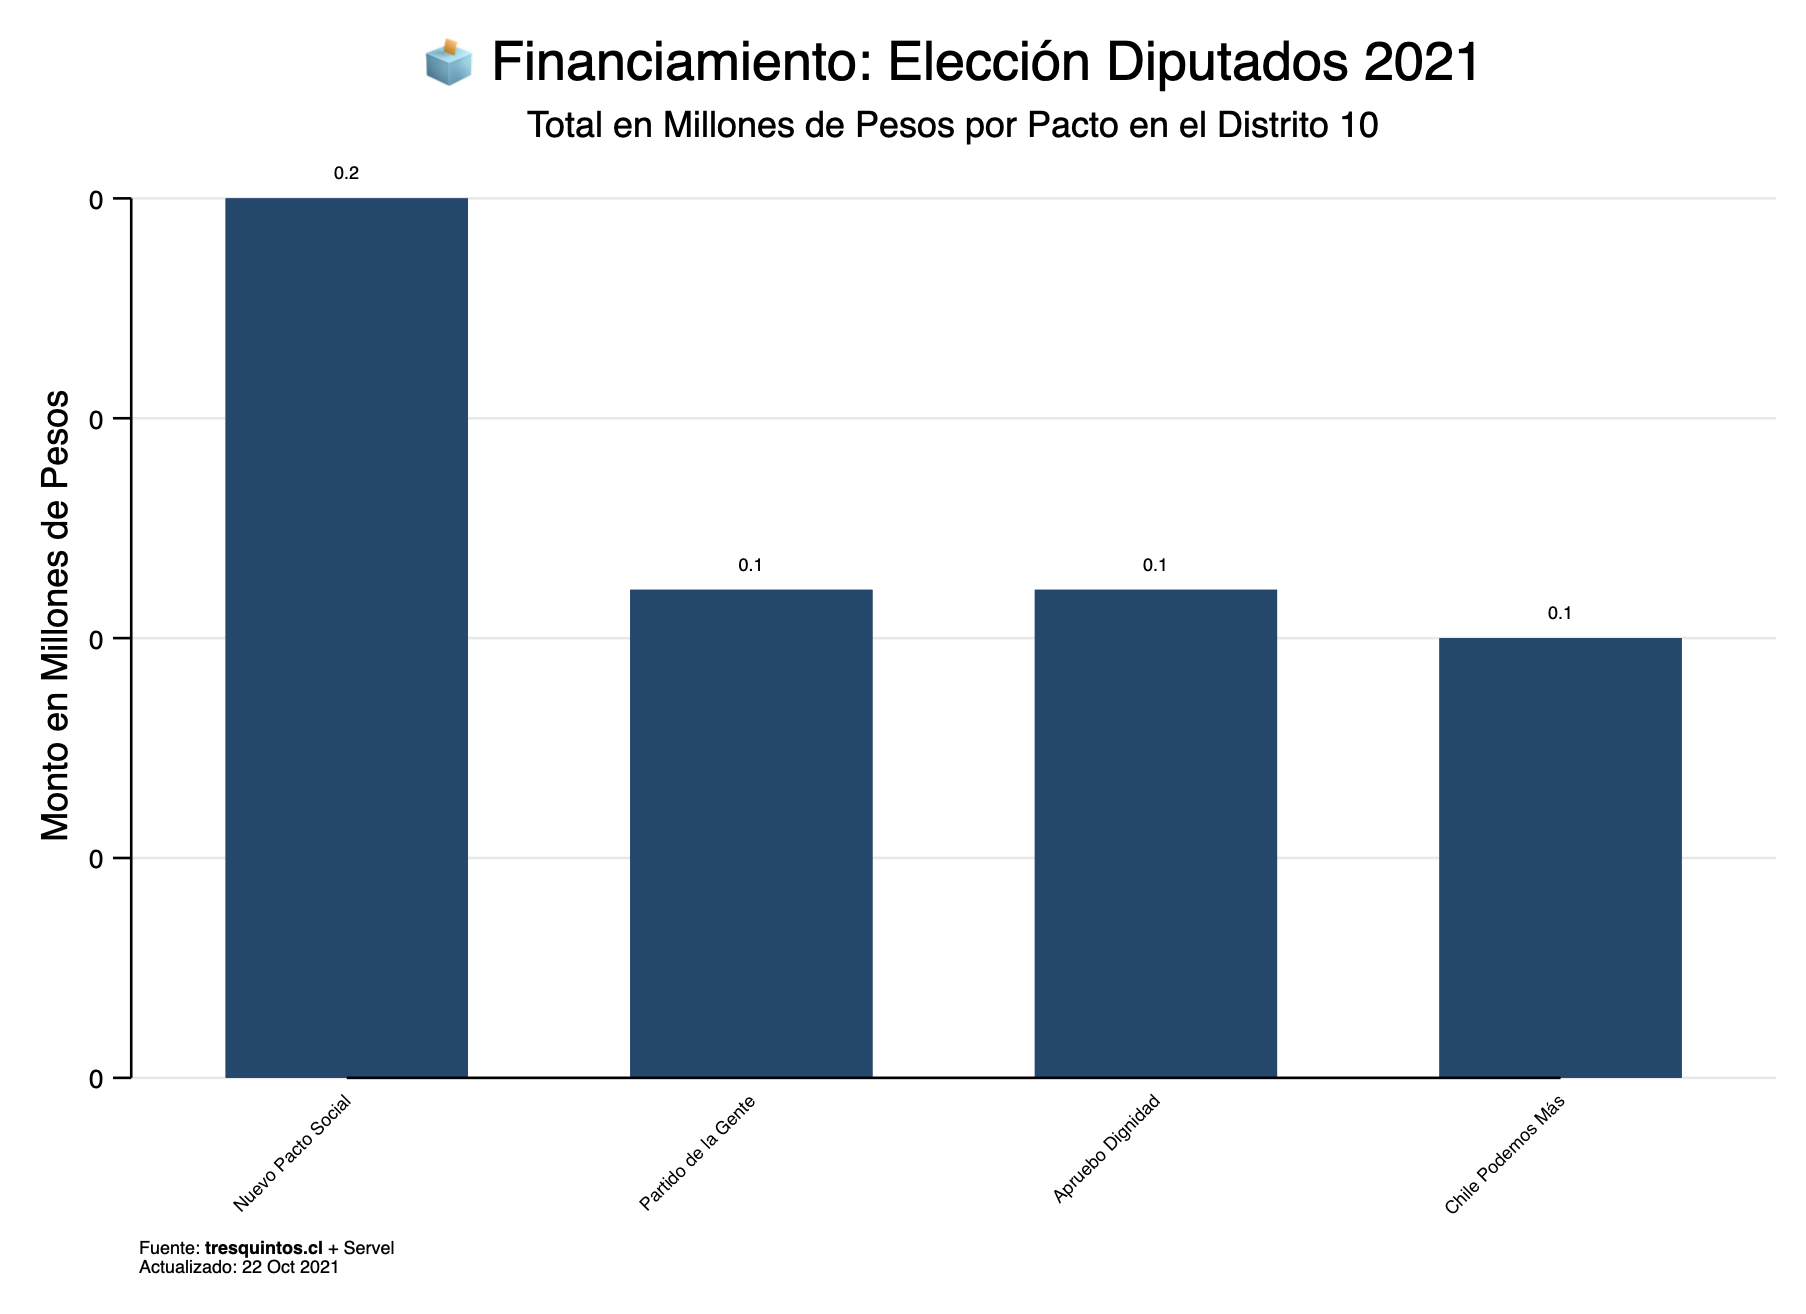 Financiamiento: Elección Diputados 2021
Total en Millones de Pesos por Pacto en el Distrito 10
Monto en Millones de Pesos
0
0
0
0
0
0.2
0.1
0.1
0.1
Nuevo Pacto Social
Partido de la Gente
Apruebo Dignidad
Chile Podemos Más
Fuente: tresquintos.cl + Servel
Actualizado: 22 Oct 2021